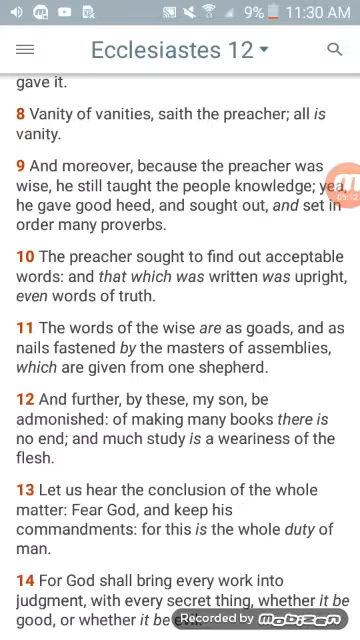 9% 11:30 AM
Ecclesiastes 12
gave it.
8 Vanity of vanities, saith the preacher; all is
vanity.
9 And moreover, because the preacher was
wise, he still taught the people knowledge; yea,
he gave good heed, and sought out, and set in
order many proverbs.
05:12
10 The preacher sought to find out acceptable
words: and that which was written was upright,
even words of truth.
11 The words of the wise are as goads, and as
nails fastened by the masters of assemblies,
which are given from one shepherd.
12 And further, by these, my son, be
admonished: of making many books there is
no end; and much study is a weariness of the
flesh.
13 Let us hear the conclusion of the whole
matter: Fear God, and keep his
commandments: for this is the whole duty of
man.
14 For God shall bring every work into
judgment, with every secret thing, whether it be
good, or whether it be
Recorded by mobizen